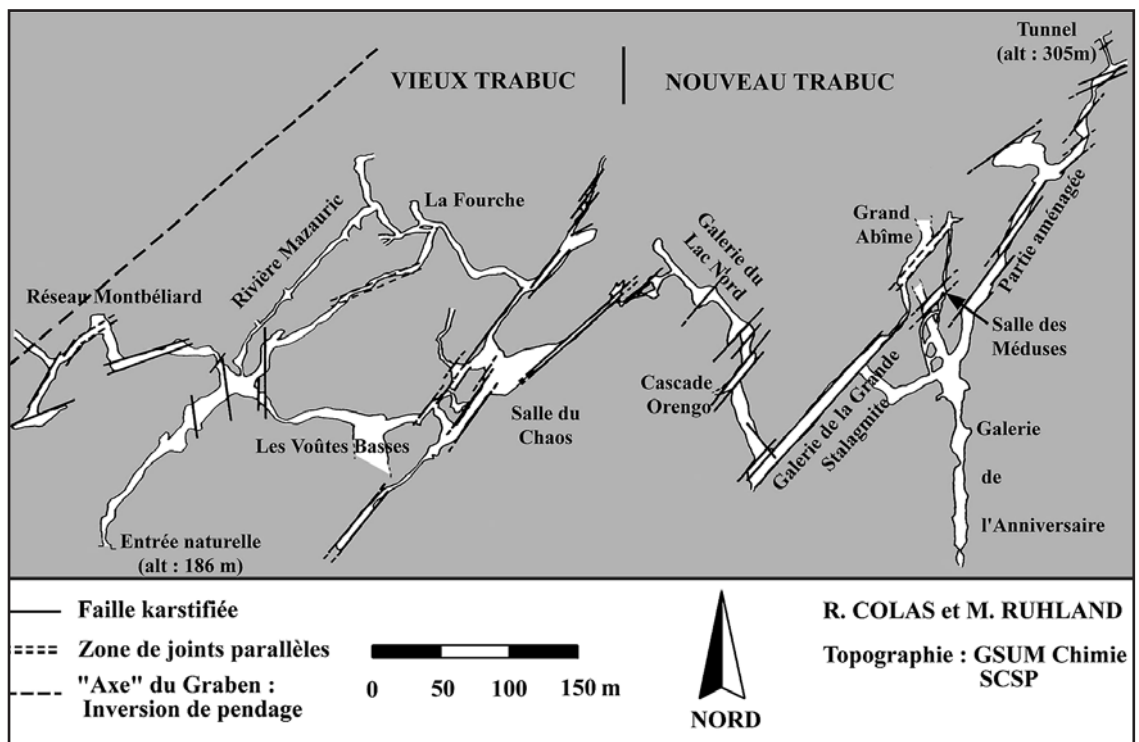 Tunnel
(alt : 305m)
VIEUX TRABUC
NOUVEAU TRABUC
La Fourche
Rivière Mazauric
Réseau Montbéliard
Galerie du
Lac Nord
Grand
Abîme
Partie aménagée
Salle des
Méduses
Cascade
Orengo
Galerie de la Grande
Stalagmite
Salle du
Chaos
Les Voûtes Basses
Galerie
de
l'Anniversaire
Entrée naturelle
(alt : 186 m)
Faille karstifiée
Zone de joints parallèles
"Axe" du Graben :
Inversion de pendage
0 50 100 150 m
NORD
R. COLAS et M. RUHLAND
Topographie : GSUM Chimie
SCSP